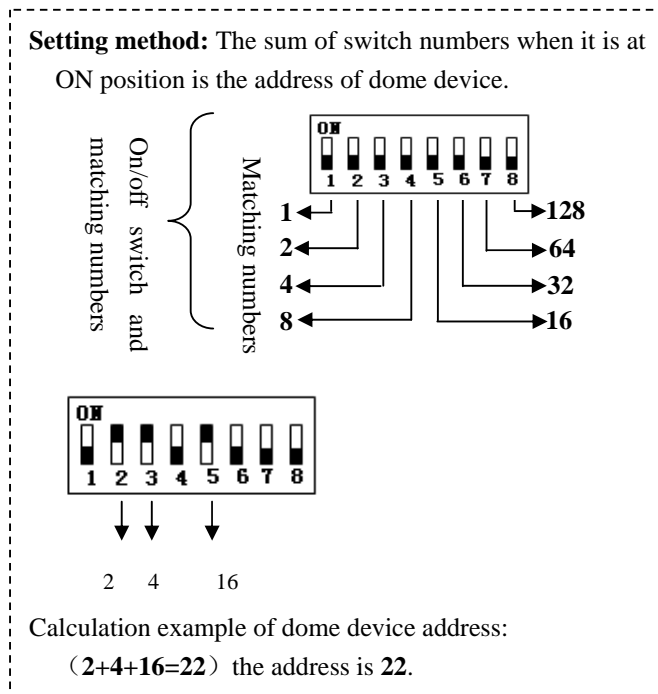 Setting method: The sum of switch numbers when it is at
ON position is the address of dome device.
On/off switch and
matching numbers
Matching numbers
ON
1 2 3 4 5 6 7 8
1
2
4
8
128
64
32
16
ON
1 2 3 4 5 6 7 8
2 4 16
Calculation example of dome device address:
（2+4+16=22）the address is 22.